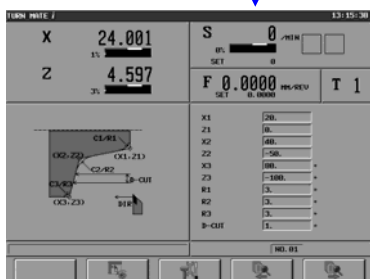 TURN MATE i 13:15:30
X 24.001
1%
Z 4.597
3%
S 0 /MIN
0%
SET 0
F 0.0000 MM/REV
SET 0.0000
T 1
C1/R1
(X2,Z2)
(X1,Z1)
C2/R2
C3/R3
D-CUT
(X3,Z3)
DIR
X1 20.
Z1 0.
X2 40.
Z2 -50.
X3 80. *
Z3 -100. *
R1 3. *
R2 3. *
R3 3. *
D-CUT 1. *
NO.01